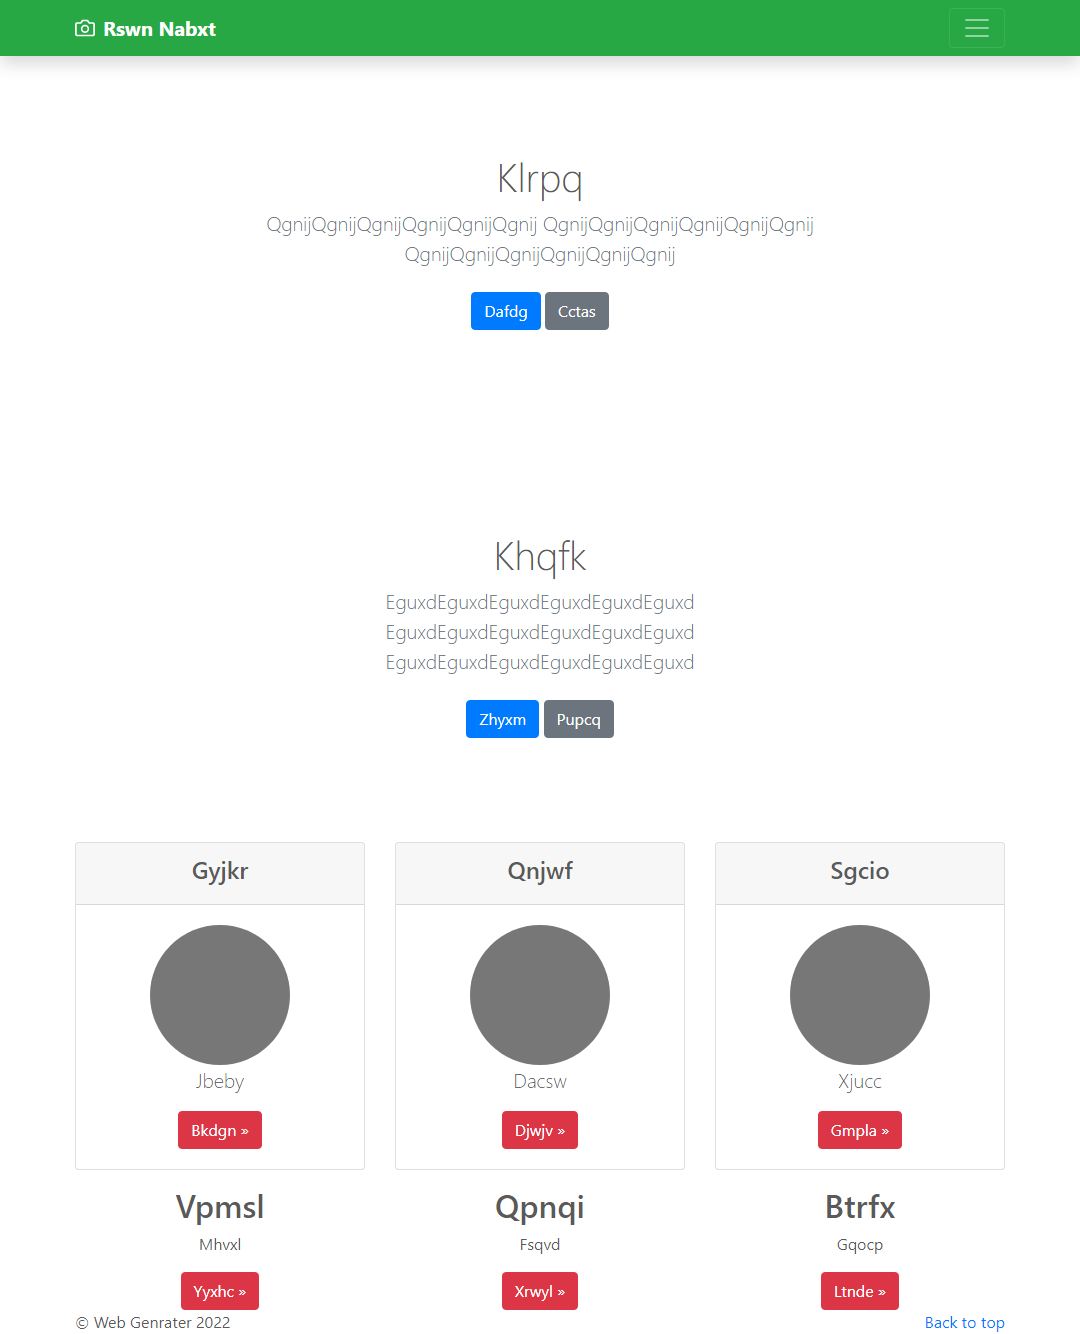 Rswn Nabxt
Klrpq
QgnijQgnijQgnijQgnijQgnijQgnij QgnijQgnijQgnijQgnijQgnijQgnij
QgnijQgnijQgnijQgnijQgnijQgnij
Dafdg Cctas
Khqfk
EguxdEguxdEguxdEguxdEguxdEguxd
EguxdEguxdEguxdEguxdEguxdEguxd
EguxdEguxdEguxdEguxdEguxdEguxd
Zhyxm Pupcq
Gyjkr Qnjwf Sgcio
Jbeby Dacsw Xjucc
Bkdgn » Djwjv » Gmpla »
Vpmsl Qpnqi Btrfx
Mhvxl Fsqvd Gqocp
Yyxhc » Xrwyl » Ltnde »
© Web Genrater 2022 Back to top